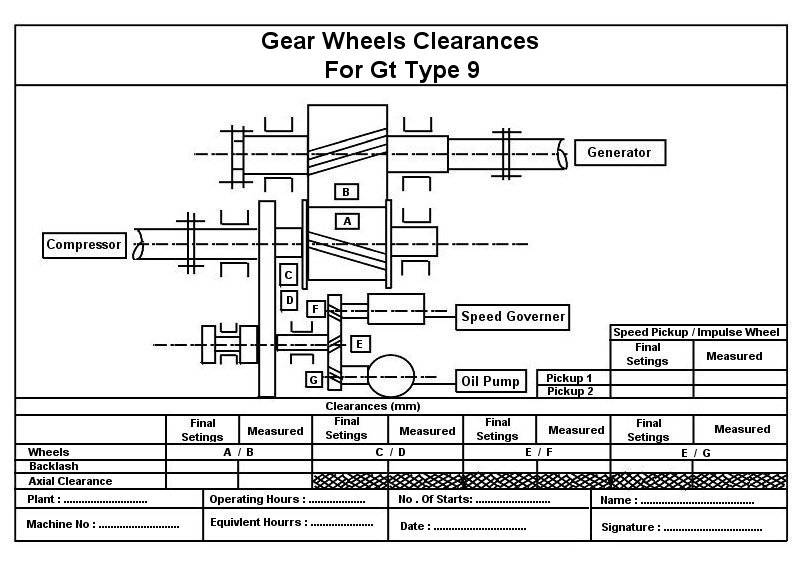 Gear Wheels Clearances
For Gt Type 9
Generator
B
A
Compressor
C
D
F
Speed Governer
E
G
Oil Pump
Speed Pickup / Impulse Wheel
Final
Setings
Measured
Pickup 1
Pickup 2
Clearances (mm)
Final
Setings
Measured
Final
Setings
Measured
Final
Setings
Measured
Final
Setings
Measured
Wheels A / B C / D E / F E / G
Backlash
Axial Clearance
Plant : .......................... Operating Hours : .................. No . Of Starts: ........................ Name : ....................................
Machine No : ......................... Equivlent Hourrs : .................... Date : ............................. Signature : ...............................